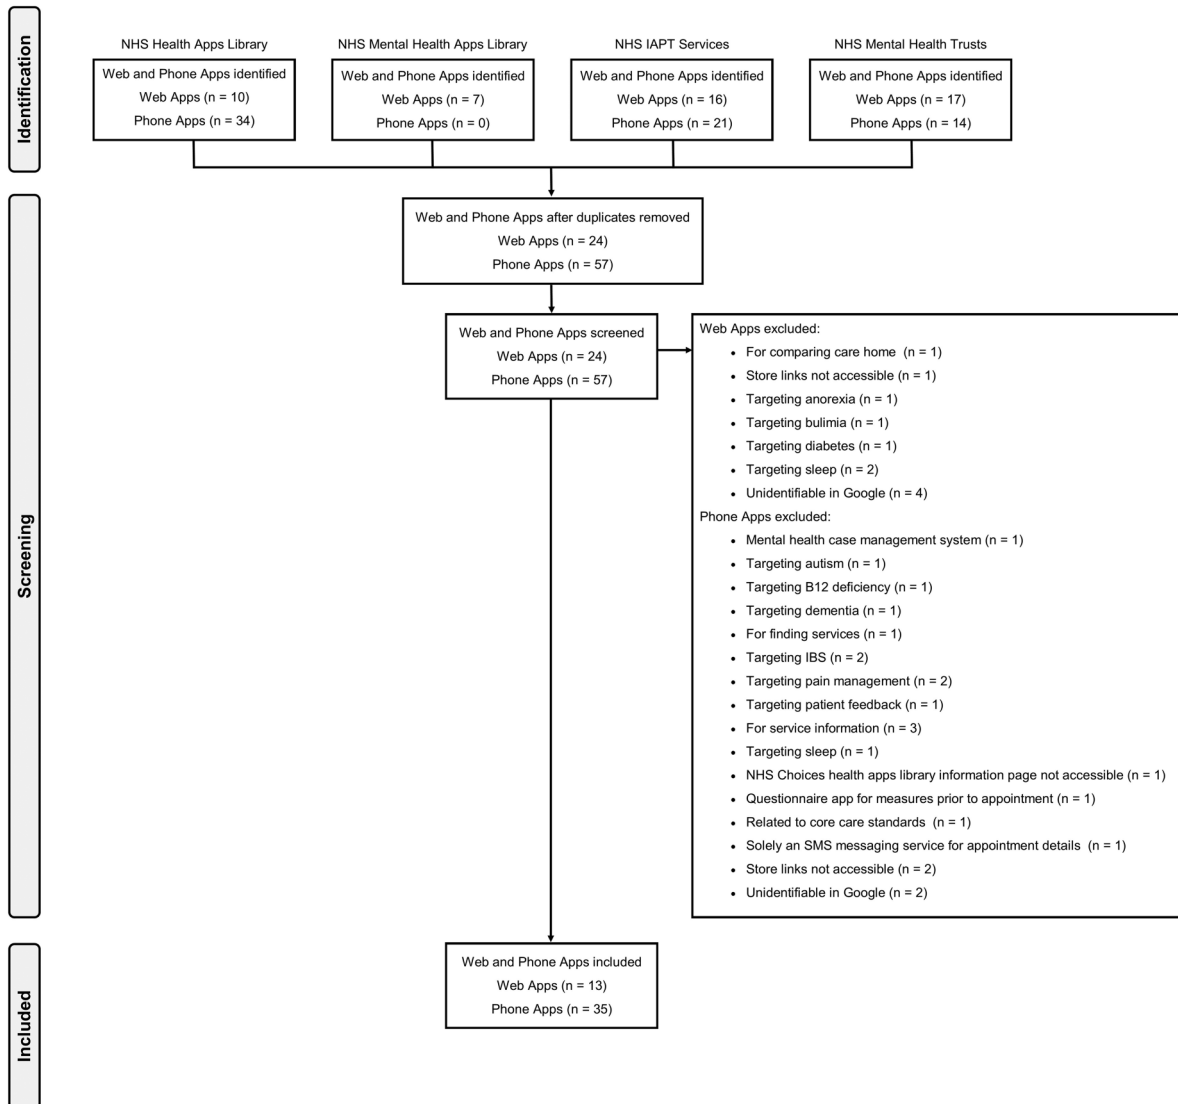 Identification
NHS Health Apps Library
Web and Phone Apps identified
Web Apps (n = 10)
Phone Apps (n = 34)
NHS Mental Health Apps Library
Web and Phone Apps identified
Web Apps (n = 7)
Phone Apps (n = 0)
NHS IAPT Services
Web and Phone Apps identified
Web Apps (n = 16)
Phone Apps (n = 21)
NHS Mental Health Trusts
Web and Phone Apps identified
Web Apps (n = 17)
Phone Apps (n = 14)
Screening
Web and Phone Apps after duplicates removed
Web Apps (n = 24)
Phone Apps (n = 57)
Web and Phone Apps screened
Web Apps (n = 24)
Phone Apps (n = 57)
Web Apps excluded:
• For comparing care home (n = 1)
• Store links not accessible (n = 1)
• Targeting anorexia (n = 1)
• Targeting bulimia (n = 1)
• Targeting diabetes (n = 1)
• Targeting sleep (n = 2)
• Unidentifiable in Google (n = 4)
Phone Apps excluded:
• Mental health case management system (n = 1)
• Targeting autism (n = 1)
• Targeting B12 deficiency (n = 1)
• Targeting dementia (n = 1)
• For finding services (n = 1)
• Targeting IBS (n = 2)
• Targeting pain management (n = 2)
• Targeting patient feedback (n = 1)
• For service information (n = 3)
• Targeting sleep (n = 1)
• NHS Choices health apps library information page not accessible (n = 1)
• Questionnaire app for measures prior to appointment (n = 1)
• Related to core care standards (n = 1)
• Solely an SMS messaging service for appointment details (n = 1)
• Store links not accessible (n = 2)
• Unidentifiable in Google (n = 2)
Included
Web and Phone Apps included
Web Apps (n = 13)
Phone Apps (n = 35)